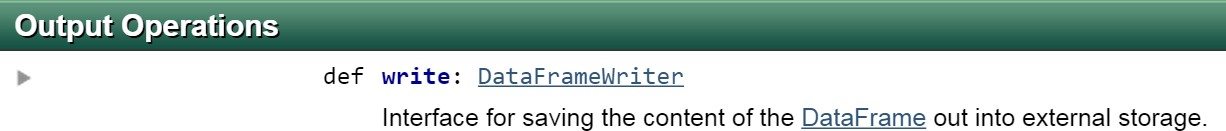 Output Operations
def write: DataFrameWriter
Interface for saving the content of the DataFrame out into external storage.